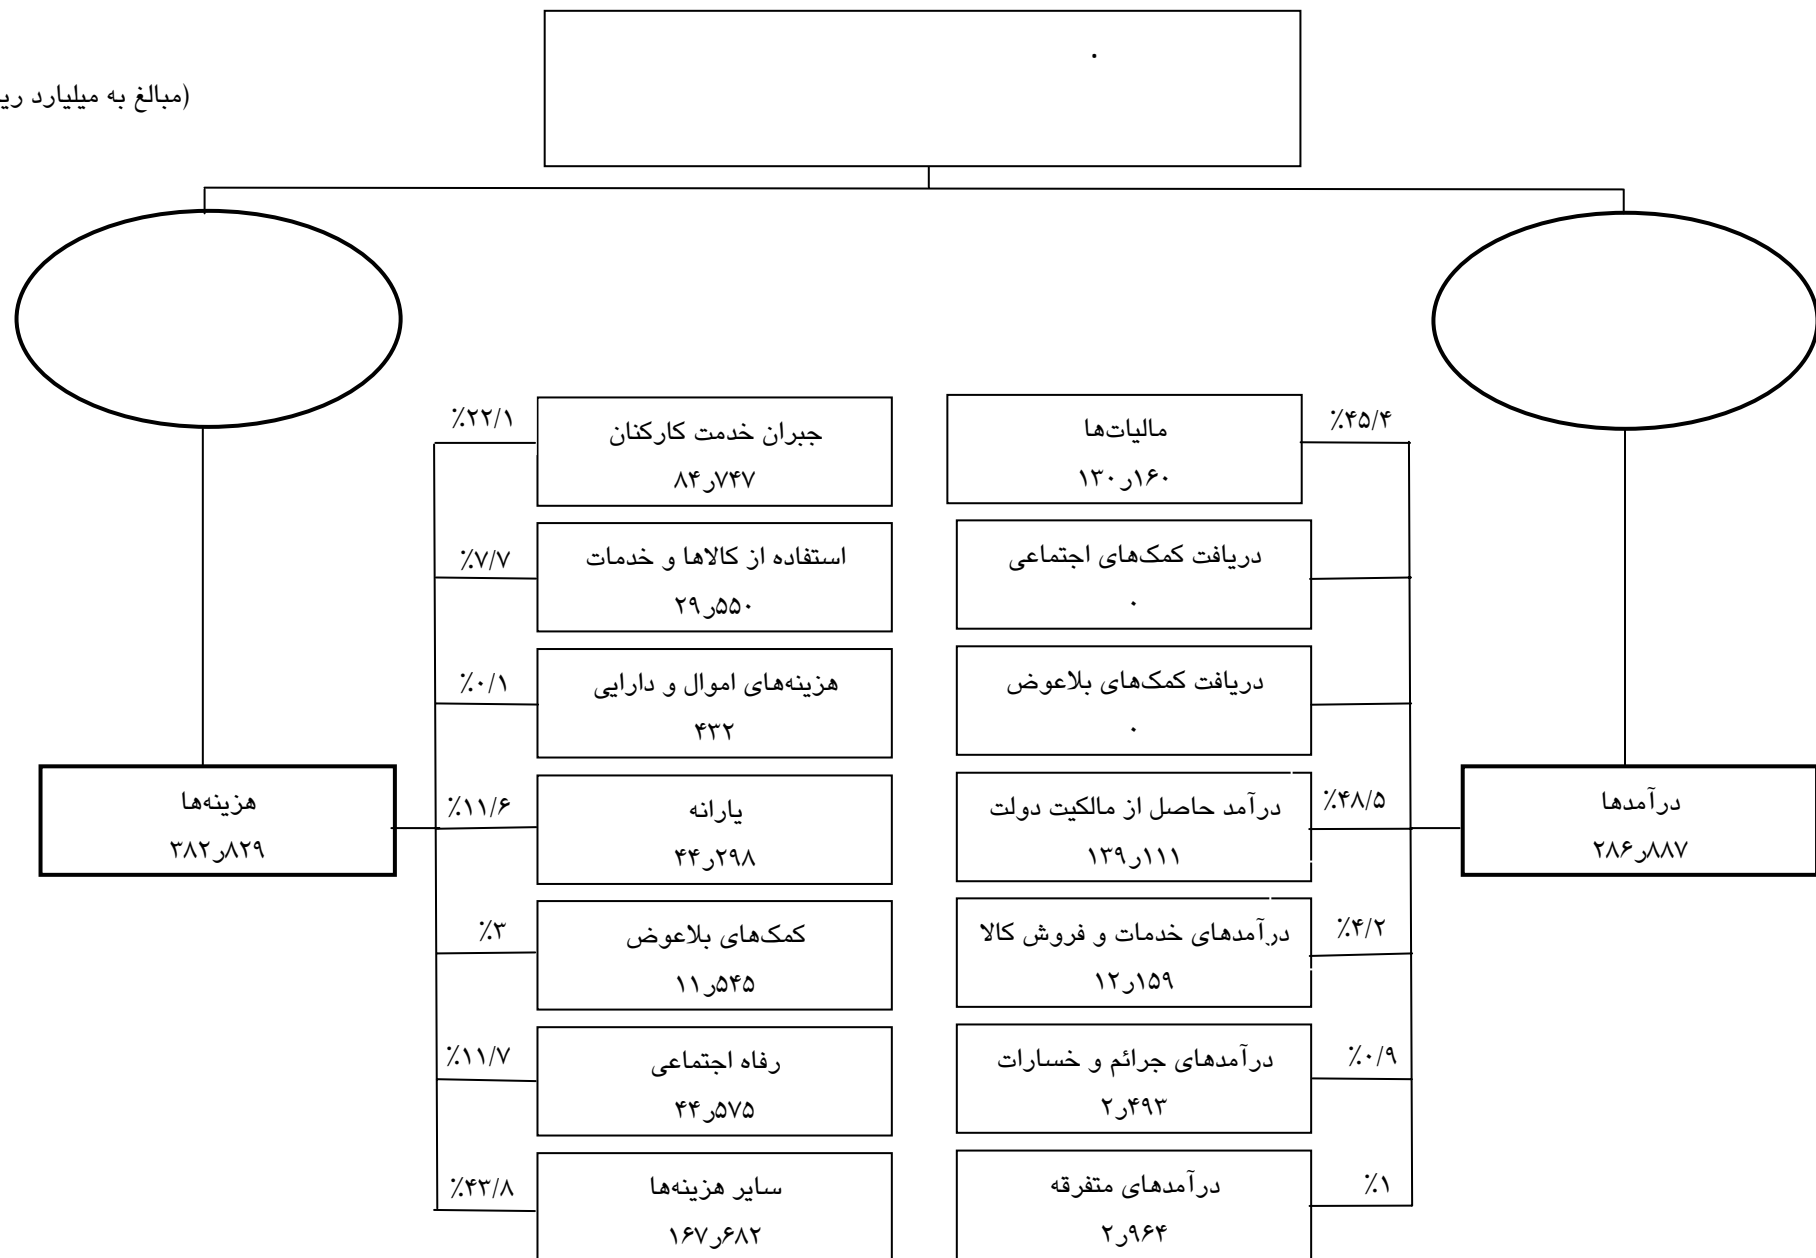 .
(مبالغ به میلیارد
مالیات‌ها
۱۳۰٫۱۶۰
٪۴۵/۴
دریافت کمک‌های اجتماعی
۰
دریافت کمک‌های بلاعوض
۰
درآمد حاصل از مالکیت دولت
۱۳۹٫۱۱۱
٪۴۸/۵
درآمدها
۲۸۶٫۸۸۷
درآمدهای خدمات و فروش کالا
۱۲٫۱۵۹
٪۴/۲
درآمدهای جرائم و خسارات
۲٫۴۹۳
٪۰/۹
درآمدهای متفرقه
۲٫۹۶۴
٪۱
جبران خدمت کارکنان
۸۴٫۷۴۷
٪۲۲/۱
استفاده از کالاها و خدمات
۲۹٫۵۵۰
٪۷/۷
هزینه‌های اموال و دارایی
۴۳۲
٪۰/۱
یارانه
۴۴٫۲۹۸
٪۱۱/۶
هزینه‌ها
۳۸۲٫۸۲۹
کمک‌های بلاعوض
۱۱٫۵۴۵
٪۳
رفاه اجتماعی
۴۴٫۵۷۵
٪۱۱/۷
سایر هزینه‌ها
۱۶۷٫۶۸۲
٪۴۳/۸